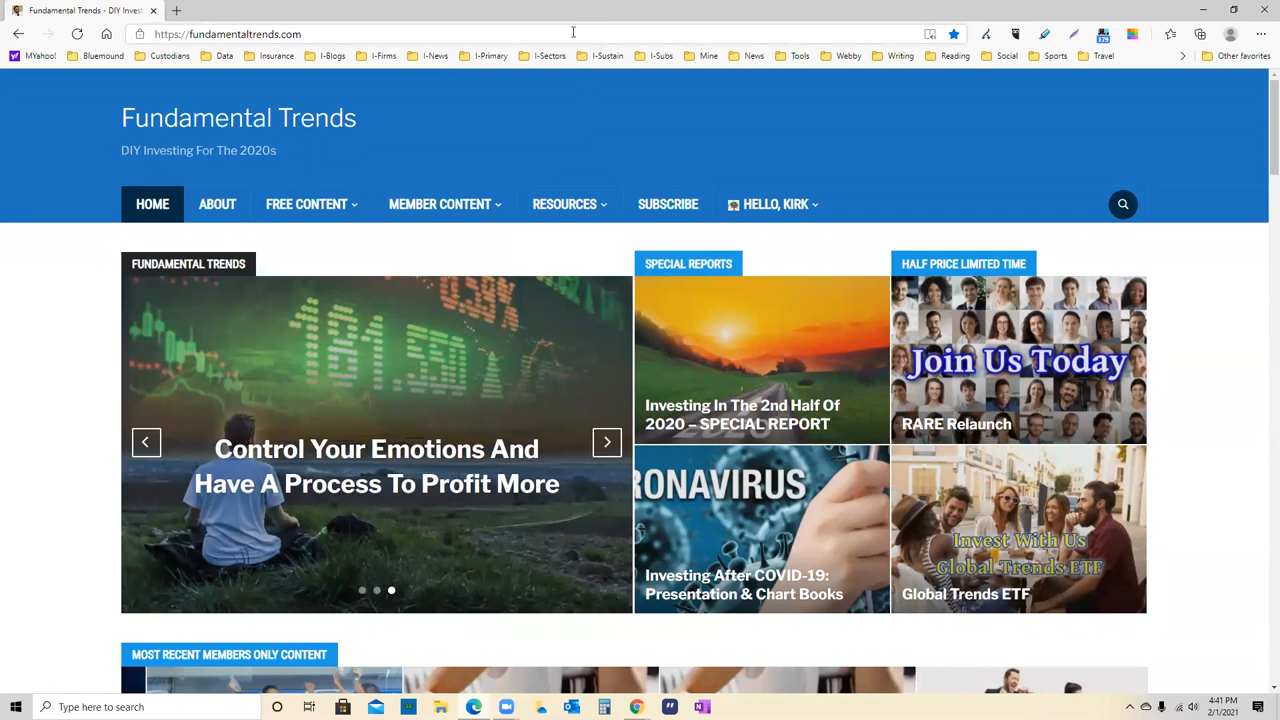 Fundamental Trends - DIY Invest
https://fundamentaltrends.com
MYahoo!
Bluemound
Custodians
Data
Insurance
I-Blogs
I-Firms
I-News
I-Primary
I-Sectors
I-Sustain
I-Subs
Mine
News
Tools
Webby
Writing
Reading
Social
Sports
Travel
Other favorites
179
Fundamental Trends
DIY Investing For The 2020s
HOME
ABOUT
FREE CONTENT
MEMBER CONTENT
RESOURCES
SUBSCRIBE
HELLO, KIRK
FUNDAMENTAL TRENDS
Control Your Emotions And
Have A Process To Profit More
SPECIAL REPORTS
Investing In The 2nd Half Of
2020 – SPECIAL REPORT
RONAVIRUS
Investing After COVID-19:
Presentation & Chart Books
HALF PRICE LIMITED TIME
Join Us Today
RARE Relaunch
Invest With Us
Global Trends ETF
Global Trends ETF
MOST RECENT MEMBERS ONLY CONTENT
Type here to search
4:41 PM
2/1/2021